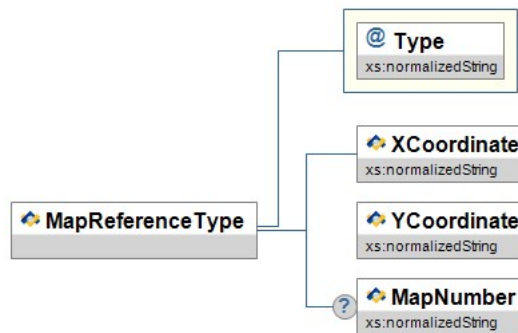 @ Type
xs:normalizedString
XCoordinate
xs:normalizedString
MapReferenceType
YCoordinate
xs:normalizedString
? MapNumber
xs:normalizedString